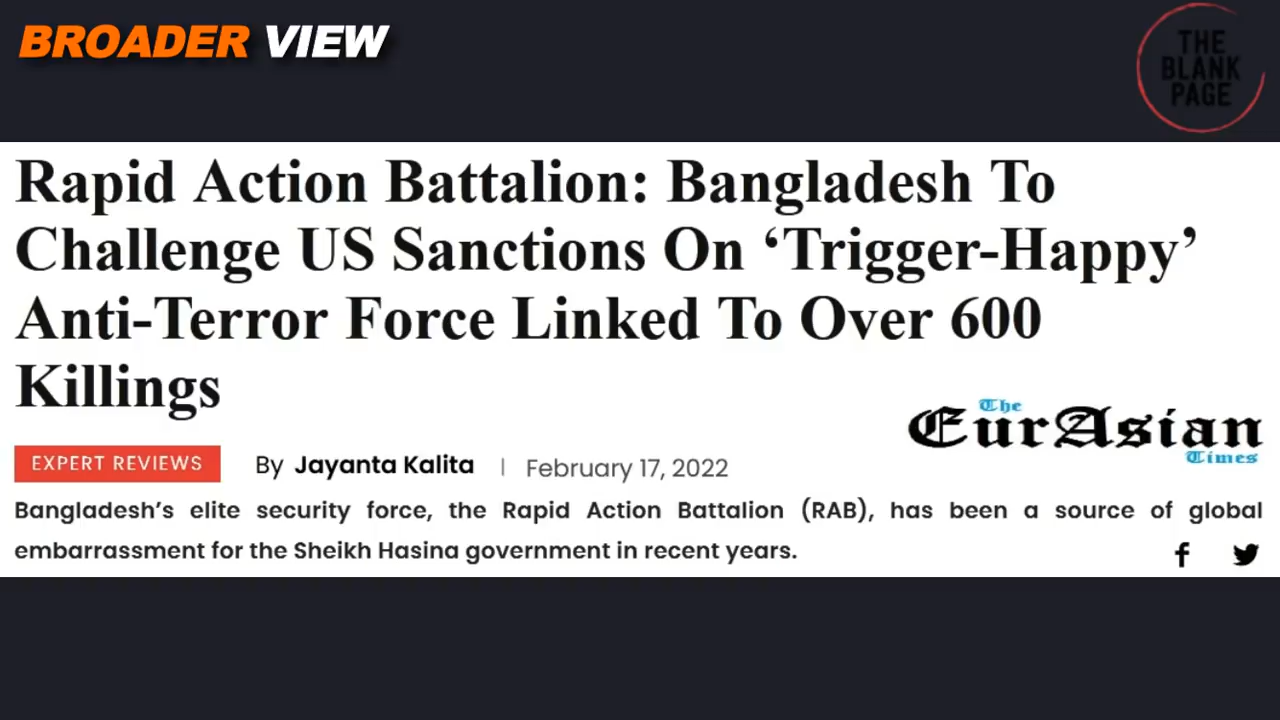 BROADER VIEW
THE
BLANK
PAGE
Rapid Action Battalion: Bangladesh To
Challenge US Sanctions On ‘Trigger-Happy’
Anti-Terror Force Linked To Over 600
Killings
The
EurAsian
Times
EXPERT REVIEWS By Jayanta Kalita | February 17, 2022
Bangladesh’s elite security force, the Rapid Action Battalion (RAB), has been a source of global
embarrassment for the Sheikh Hasina government in recent years.